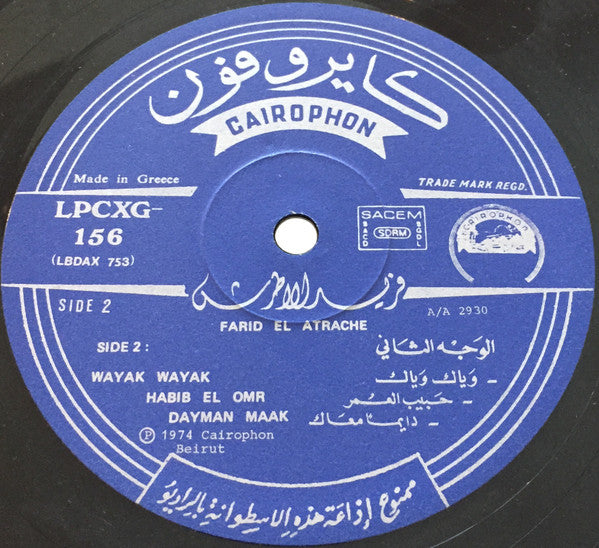 كايروفون
CAIROPHON
Made in Greece
TRADE MARK REGD.
LPCXG-
156
(LBDAX 753)
SACEM
SACD
SDRM
SGDL
CAIROPHON
فريد الاطرش
SIDE 2
FARID EL ATRACHE
A/A 2930
SIDE 2 :
الوجه الثاني
WAYAK WAYAK
- وياك وياك
HABIB EL OMR
- حبيب العمر
DAYMAN MAAK
- دايماً معاك
Ⓟ 1974 Cairophon
Beirut
ممنوع إذاعة هذه الاسطوانة بالراديو